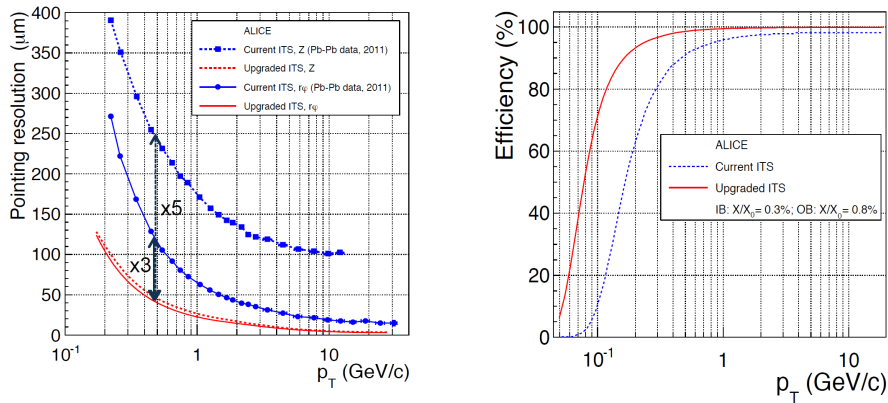 Pointing resolution (μm)
400
350
300
250
200
150
100
50
0
ALICE
Current ITS, Z (Pb-Pb data, 2011)
Upgraded ITS, Z
Current ITS, rφ (Pb-Pb data, 2011)
Upgraded ITS, rφ
x5
x3
10⁻¹
1
10
p_T (GeV/c)
Efficiency (%)
100
80
60
40
20
0
ALICE
Current ITS
Upgraded ITS
IB: X/X₀= 0.3%; OB: X/X₀= 0.8%
10⁻¹
1
10
p_T (GeV/c)